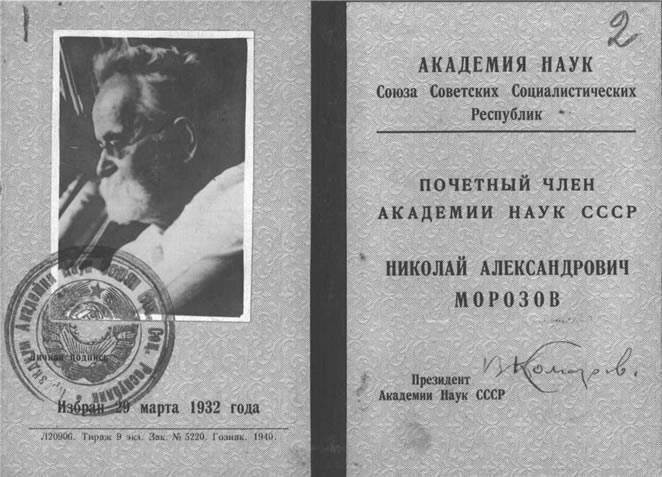 Личная подпись
Избран 29 марта 1932 года
Л20906. Тираж 9 экз. Зак. № 5220. Гознак. 1940.
2
АКАДЕМИЯ НАУК
Союза Советских Социалистических
Республик
ПОЧЕТНЫЙ ЧЛЕН
АКАДЕМИИ НАУК СССР
НИКОЛАЙ АЛЕКСАНДРОВИЧ
МОРОЗОВ
Президент
Академии Наук СССР
В Комаров.